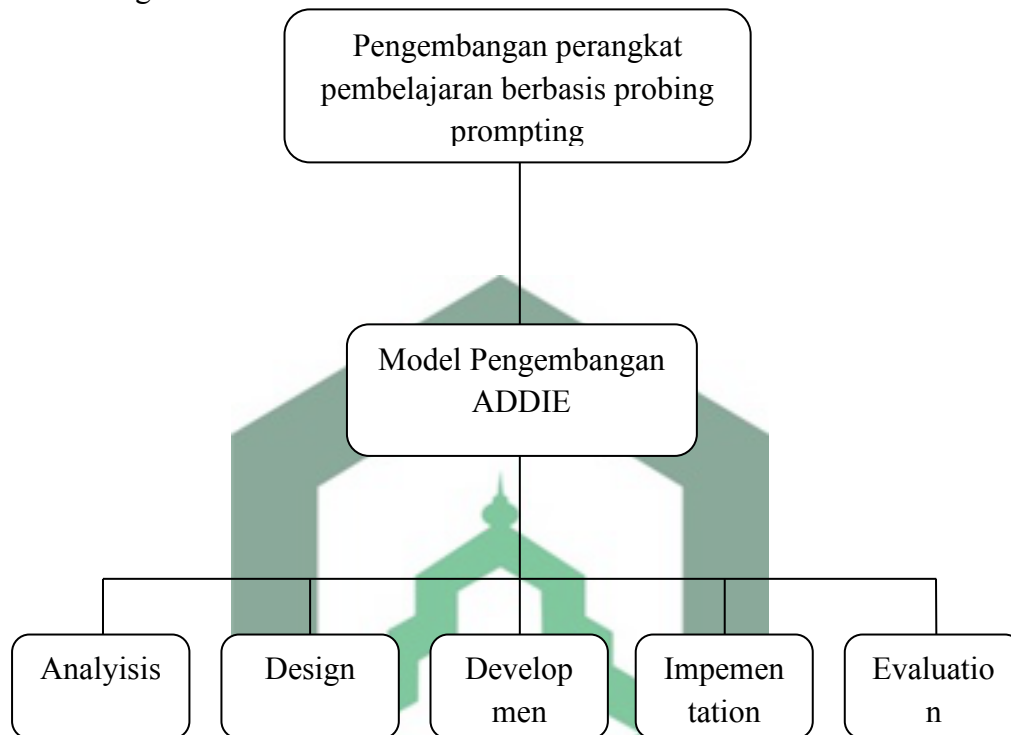 Pengembangan perangkat
pembelajaran berbasis probing
prompting
Model Pengembangan
ADDIE
Analyisis
Design
Develop
men
Impemen
tation
Evaluatio
n